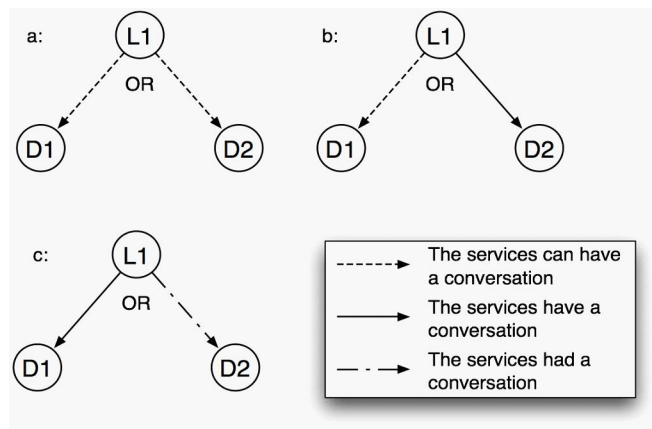 a:
L1
OR
D1
D2
b:
L1
OR
D1
D2
c:
L1
OR
D1
D2
The services can have
a conversation
The services have a
conversation
The services had a
conversation